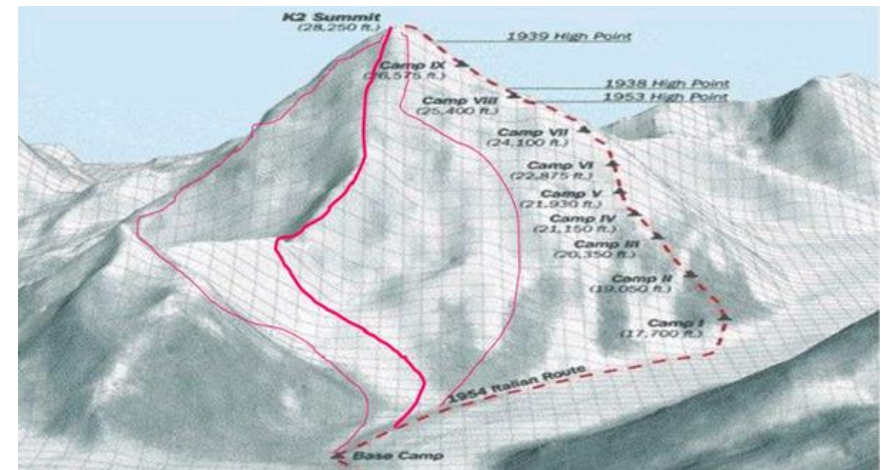 K2 Summit
(28,250 ft.)
1939 High Point
Camp IX
(26,575 ft.)
1938 High Point
1953 High Point
Camp VIII
(25,400 ft.)
Camp VII
(24,100 ft.)
Camp VI
(22,875 ft.)
Camp V
(21,930 ft.)
Camp IV
(21,150 ft.)
Camp III
(20,350 ft.)
Camp II
(19,050 ft.)
Camp I
(17,700 ft.)
1954 Italian Route
Base Camp